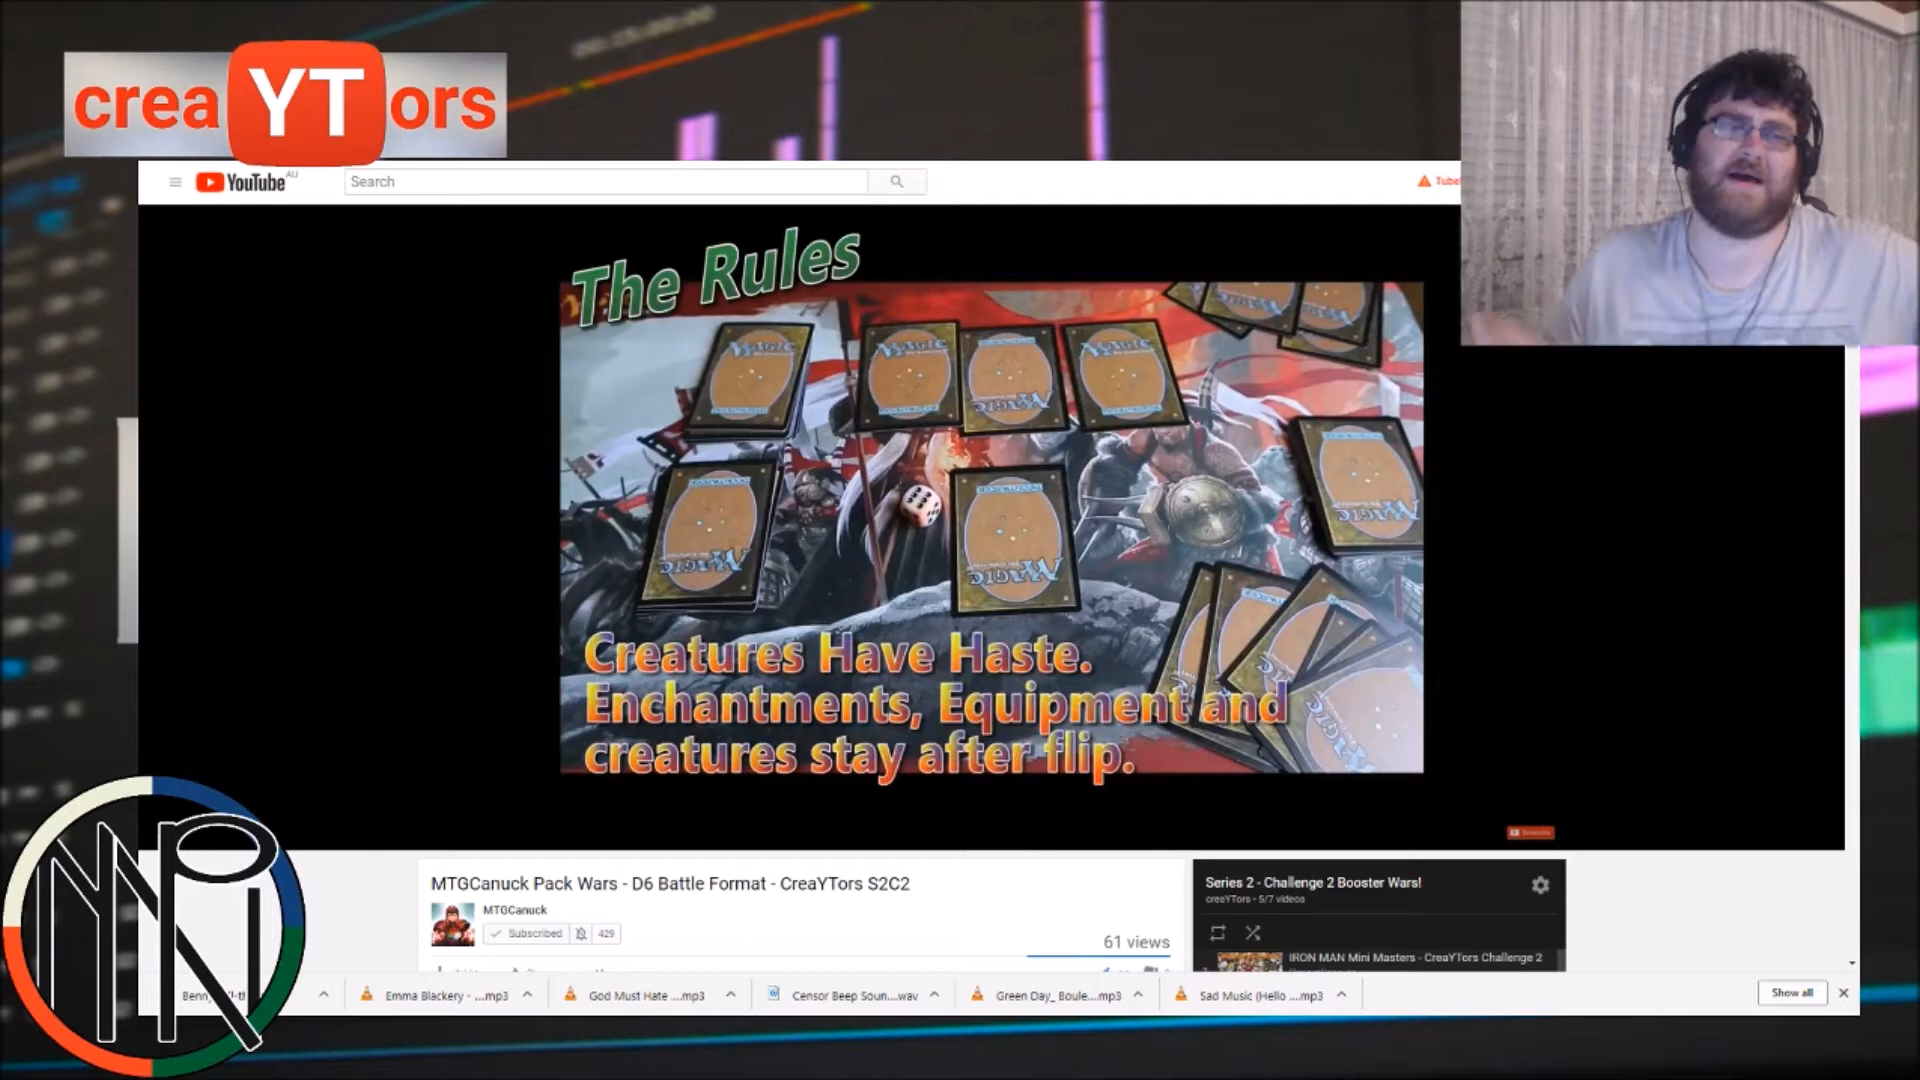 creaYTors
YouTube AU
Search
The Rules
Creatures Have Haste.
Enchantments, Equipment and
creatures stay after flip.
MTGCanuck Pack Wars - D6 Battle Format - CreaYTors S2C2
MTGCanuck
Subscribed 429
61 views
Series 2 - Challenge 2 Booster Wars!
creaYTors - 5/7 videos
IRON MAN Mini Masters - CreaYTors Challenge 2
Emma Blackery - ....mp3
God Must Hate ....mp3
Censor Beep Soun....wav
Green Day_ Boule....mp3
Sad Music (Hello ....mp3
Show all